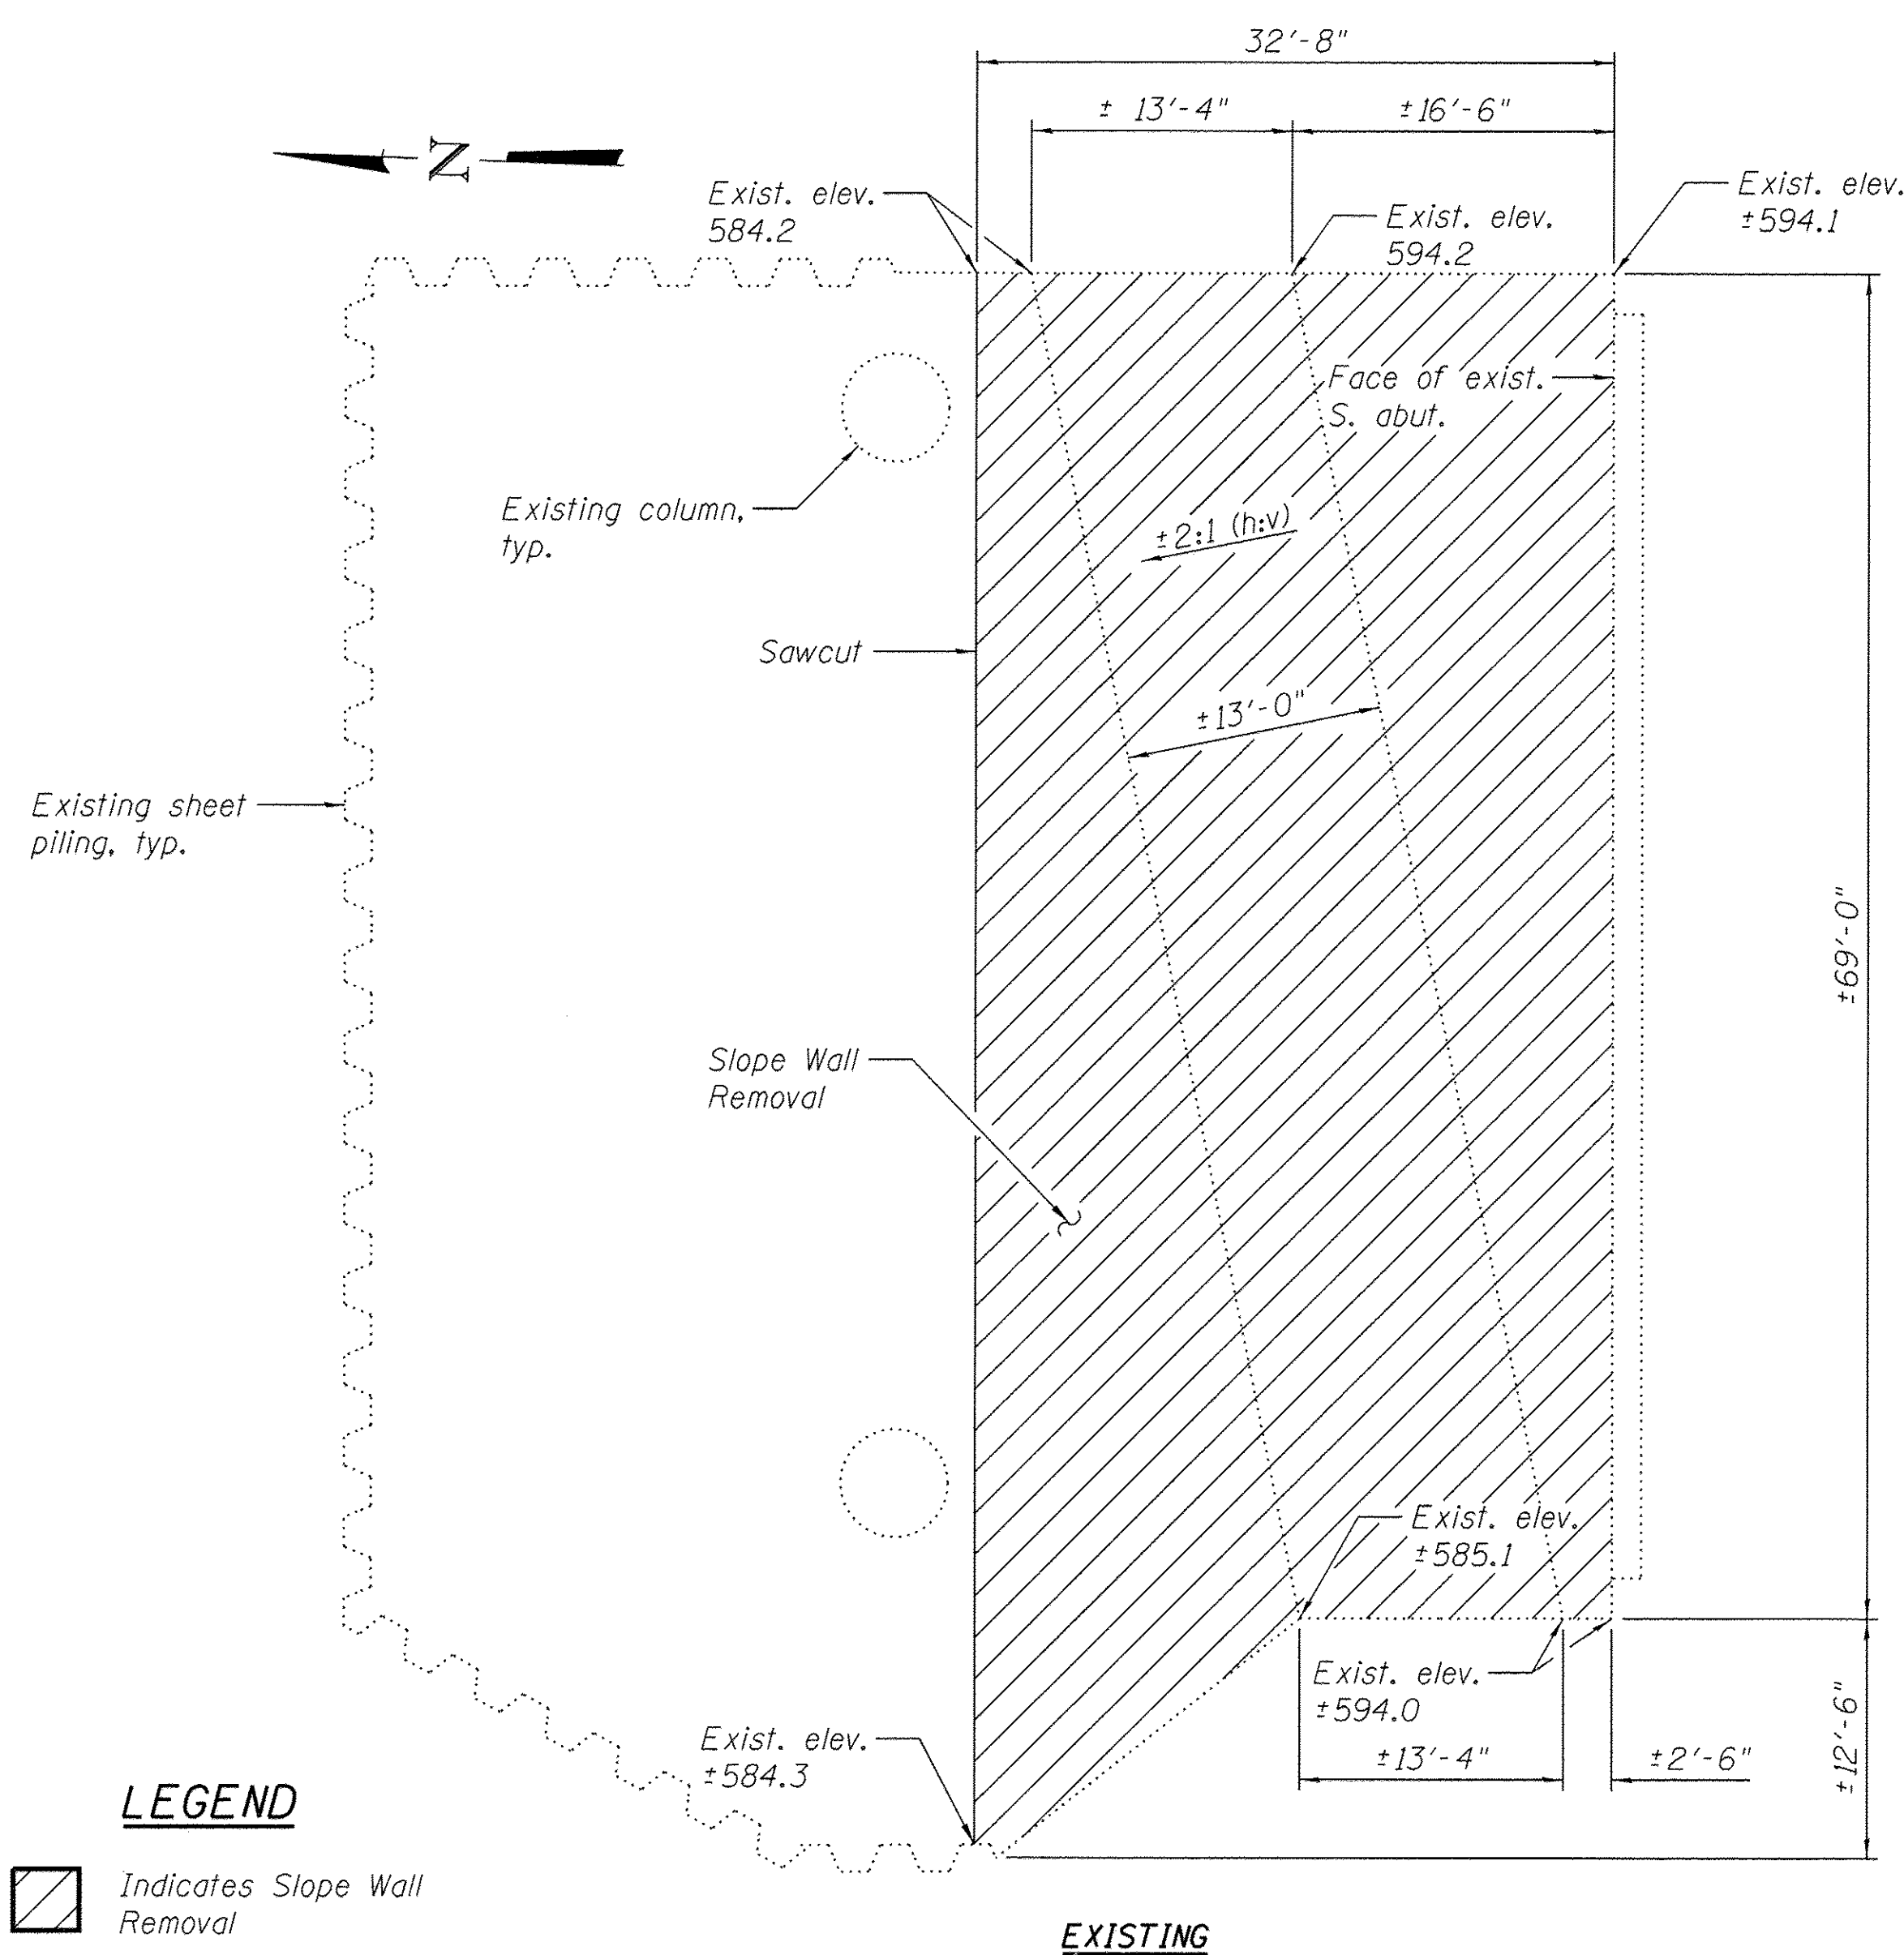 32'-8"
± 13'-4"
±16'-6"
N
Exist. elev.
584.2
Exist. elev.
594.2
Exist. elev.
±594.1
Face of exist.
S. abut.
Existing column,
typ.
±2:1 (h:v)
Sawcut
±13'-0"
Existing sheet
piling, typ.
±69'-0"
Slope Wall
Removal
Exist. elev.
±585.1
Exist. elev.
±594.0
Exist. elev.
±584.3
±13'-4"
±2'-6"
±12'-6"
LEGEND
Indicates Slope Wall
Removal
EXISTING